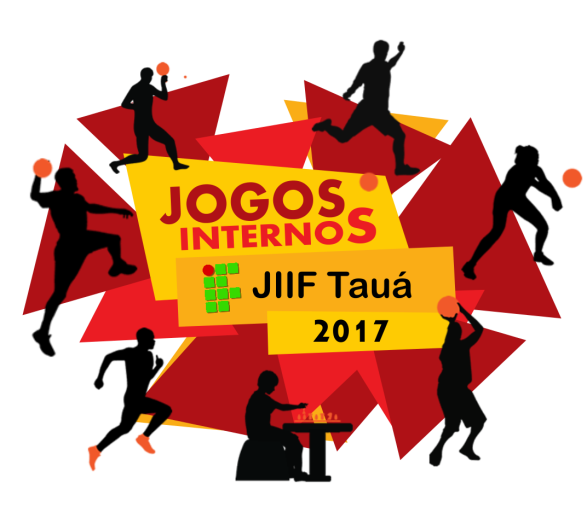 JOGOS
INTERNOS
JIIF Tauá
2017